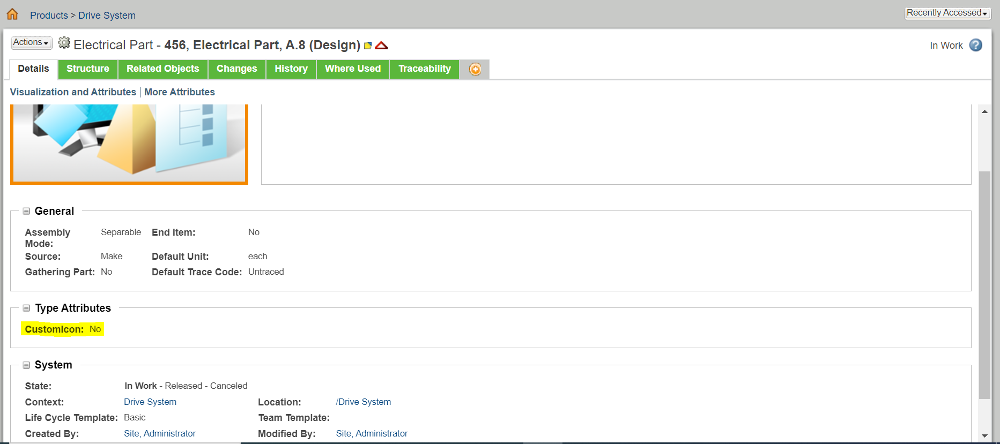 Products > Drive System
Recently Accessed
Actions
Electrical Part - 456, Electrical Part, A.8 (Design)
In Work
Details Structure Related Objects Changes History Where Used Traceability
Visualization and Attributes | More Attributes
General
Assembly Mode: Separable End Item: No
Source: Make Default Unit: each
Gathering Part: No Default Trace Code: Untraced
Type Attributes
CustomIcon: No
System
State: In Work - Released - Canceled
Context: Drive System Location: /Drive System
Life Cycle Template: Basic Team Template:
Created By: Site, Administrator Modified By: Site, Administrator